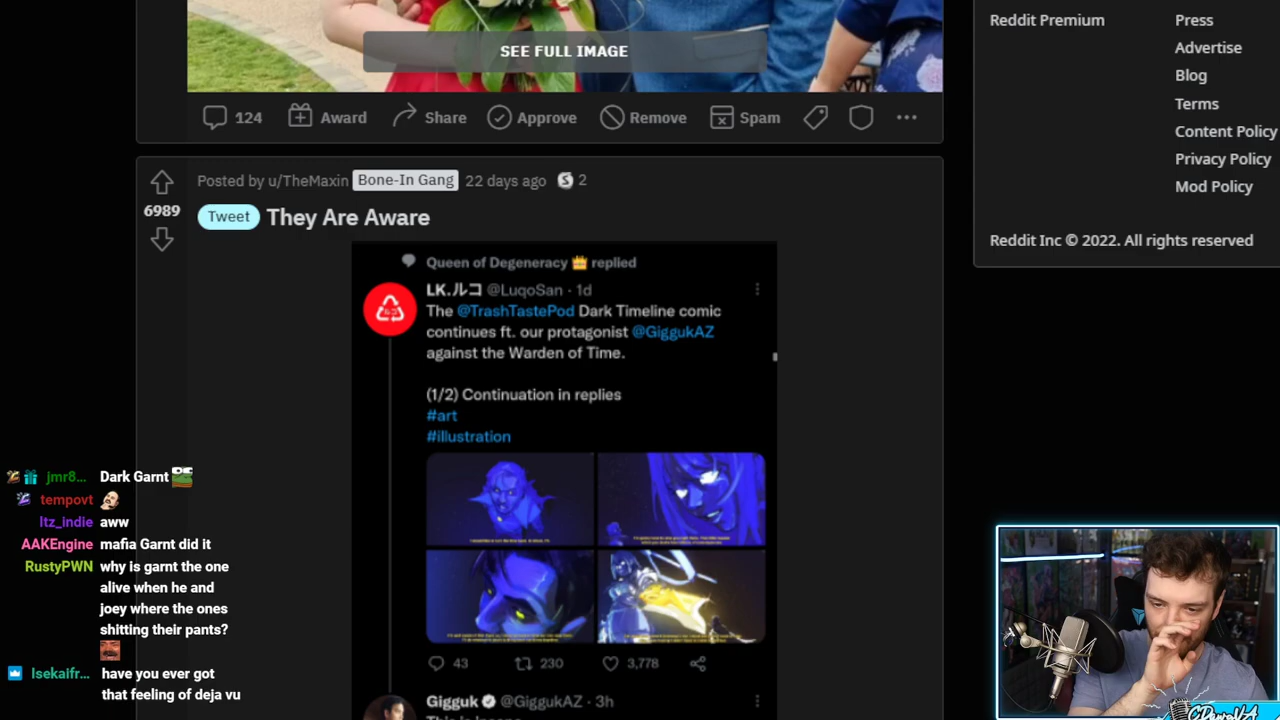 SEE FULL IMAGE
124 Award Share Approve Remove Spam
Reddit Premium
Press
Advertise
Blog
Terms
Content Policy
Privacy Policy
Mod Policy
Reddit Inc © 2022. All rights reserved
Posted by u/TheMaxin Bone-In Gang 22 days ago 2
6989
Tweet They Are Aware
Queen of Degeneracy 👑 replied
LK.ルコ @LuqoSan · 1d
The @TrashTastePod Dark Timeline comic
continues ft. our protagonist @GiggukAZ
against the Warden of Time.
(1/2) Continuation in replies
#art
#illustration
43 230 3,778
Gigguk @GiggukAZ · 3h
jmr8... Dark Garnt
tempovt
Itz_indie aww
AAKEngine mafia Garnt did it
RustyPWN why is garnt the one
alive when he and
joey where the ones
shitting their pants?
Isekaifr... have you ever got
that feeling of deja vu